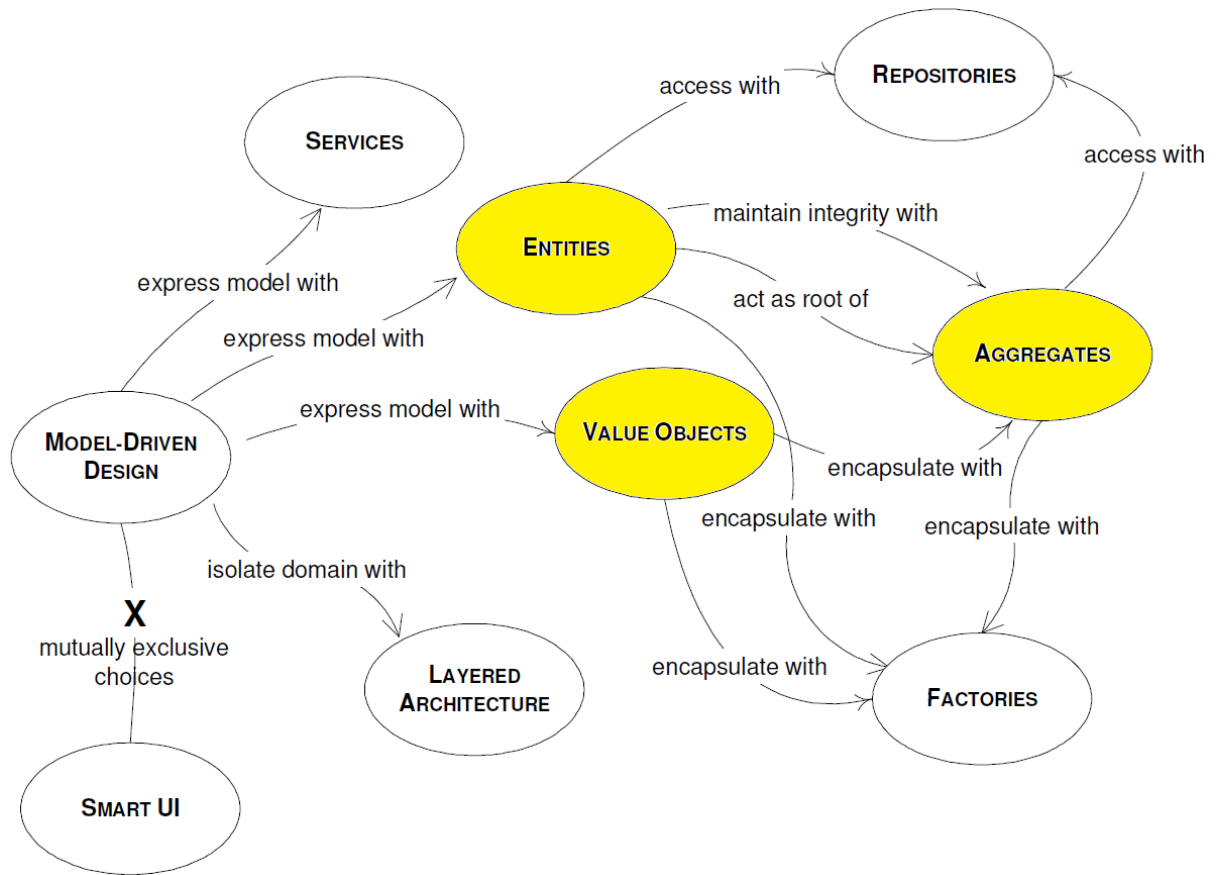 REPOSITORIES
access with
SERVICES
access with
maintain integrity with
ENTITIES
express model with
act as root of
express model with
AGGREGATES
express model with
VALUE OBJECTS
MODEL-DRIVEN
DESIGN
encapsulate with
encapsulate with
encapsulate with
isolate domain with
X
mutually exclusive
choices
encapsulate with
LAYERED
ARCHITECTURE
FACTORIES
SMART UI